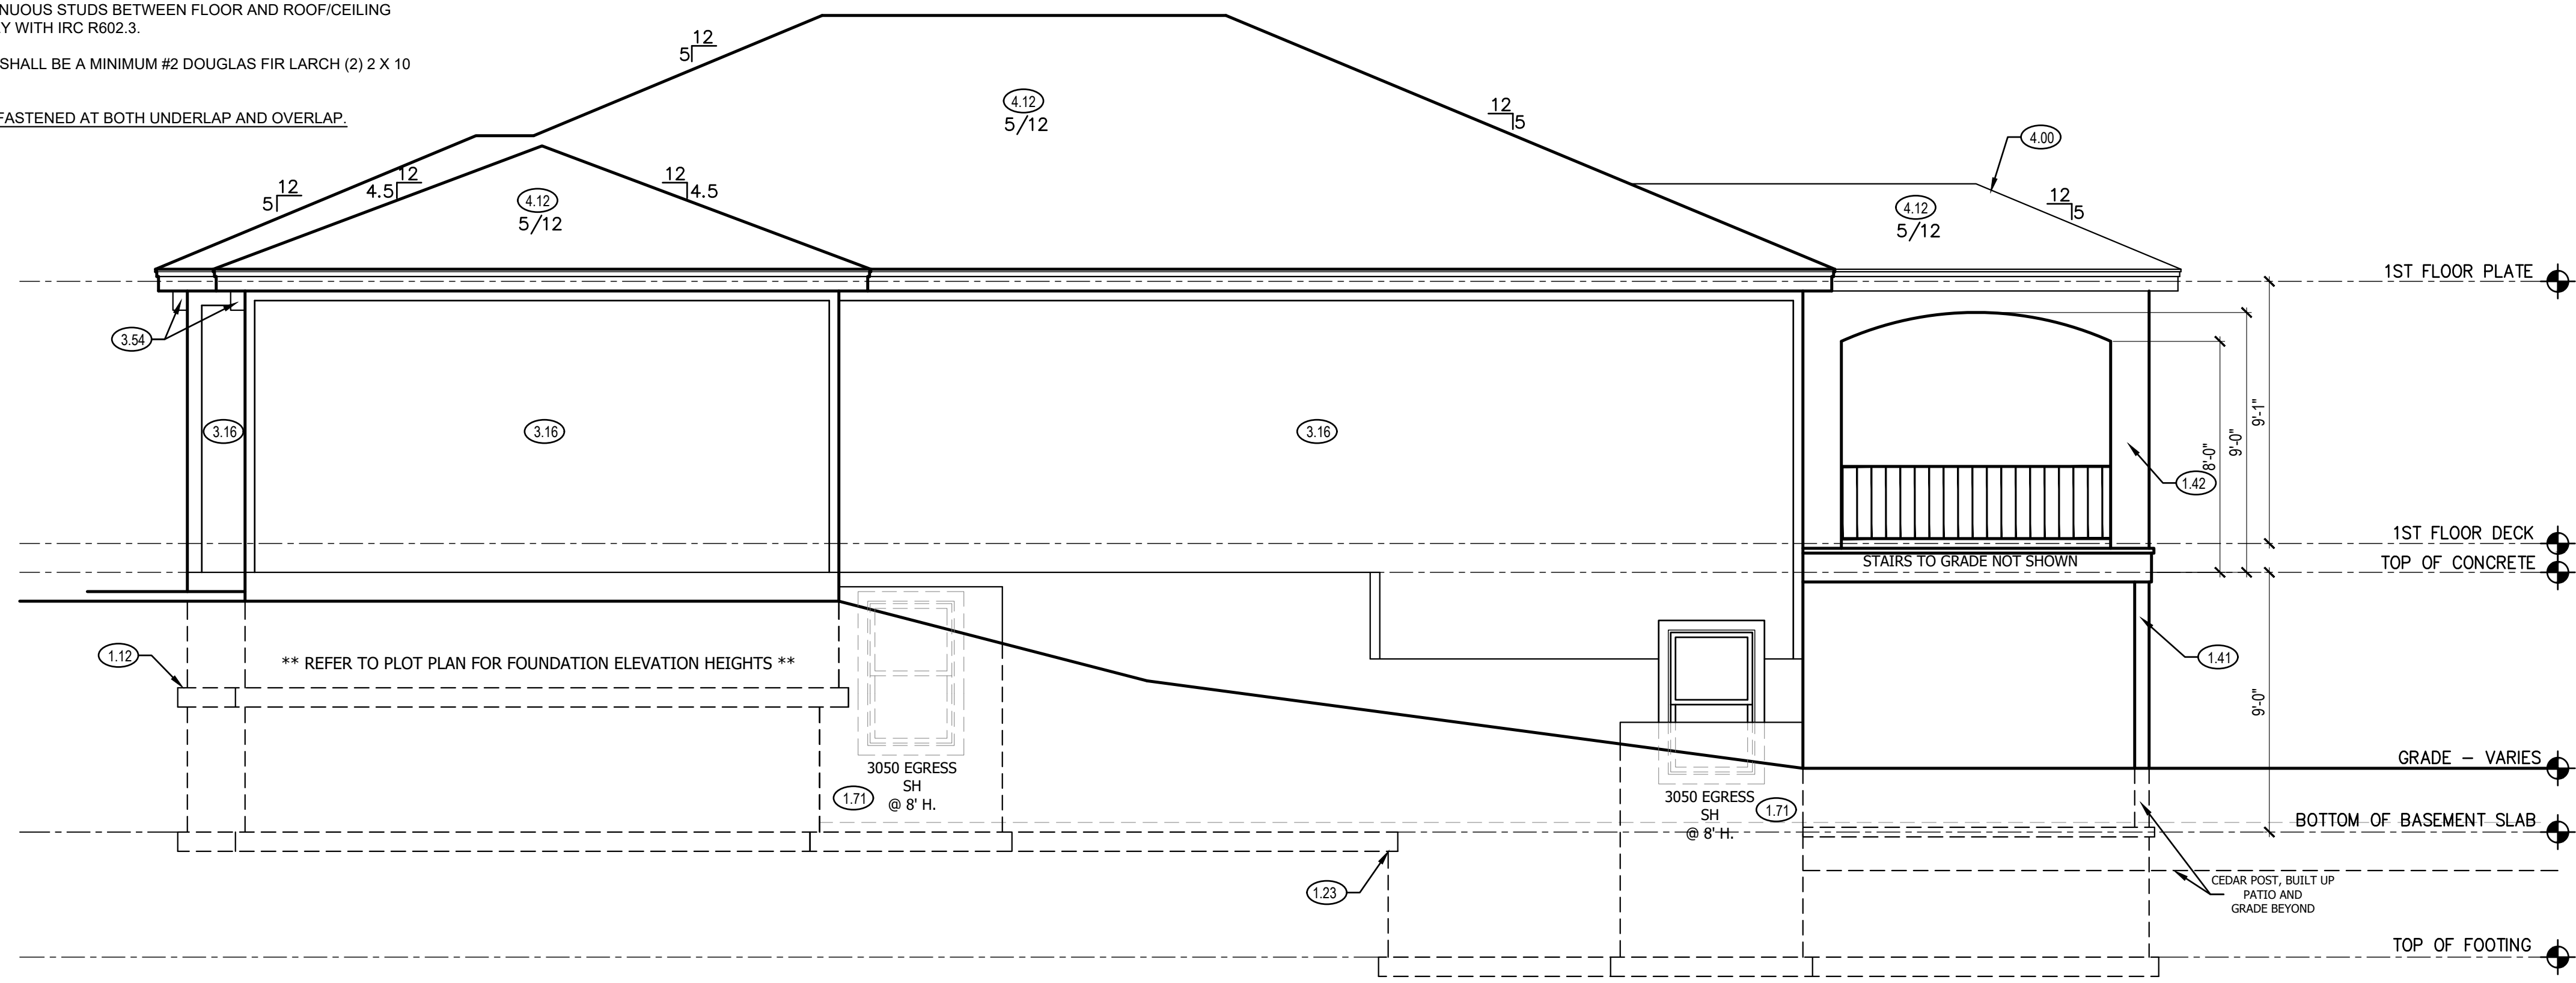 NUOUS STUDS BETWEEN FLOOR AND ROOF/CEILING
Y WITH IRC R602.3.
SHALL BE A MINIMUM #2 DOUGLAS FIR LARCH (2) 2 X 10
FASTENED AT BOTH UNDERLAP AND OVERLAP.
12
5
4.12
5/12
12
5
4.00
12
5
12
4.5
12
4.5
4.12
5/12
12
5
4.12
5/12
1ST FLOOR PLATE
3.54
3.16
3.16
3.16
9'-1"
9'-0"
8'-0"
1.42
1ST FLOOR DECK
STAIRS TO GRADE NOT SHOWN
TOP OF CONCRETE
1.12
** REFER TO PLOT PLAN FOR FOUNDATION ELEVATION HEIGHTS **
1.41
9'-0"
GRADE – VARIES
3050 EGRESS
SH
@ 8' H.
1.71
3050 EGRESS
SH
@ 8' H.
1.71
BOTTOM OF BASEMENT SLAB
1.23
CEDAR POST, BUILT UP
PATIO AND
GRADE BEYOND
TOP OF FOOTING